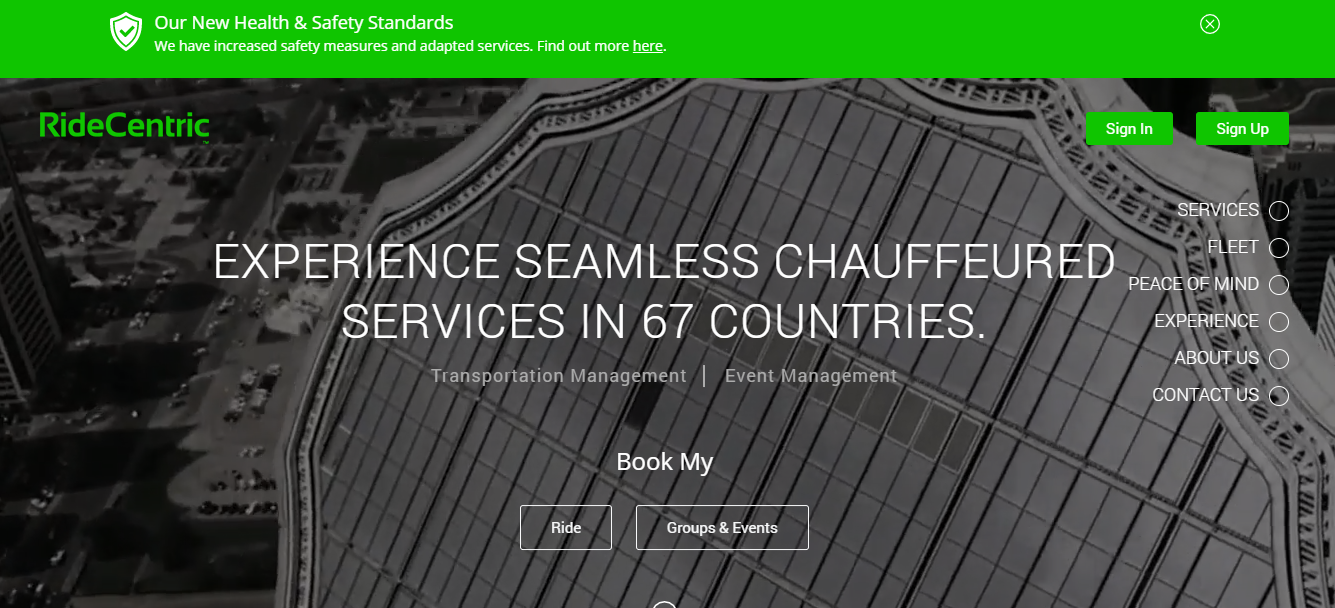 Our New Health & Safety Standards
We have increased safety measures and adapted services. Find out more here.
RideCentric™
Sign In
Sign Up
SERVICES
FLEET
PEACE OF MIND
EXPERIENCE
ABOUT US
CONTACT US
EXPERIENCE SEAMLESS CHAUFFEURED
SERVICES IN 67 COUNTRIES.
Transportation Management | Event Management
Book My
Ride
Groups & Events